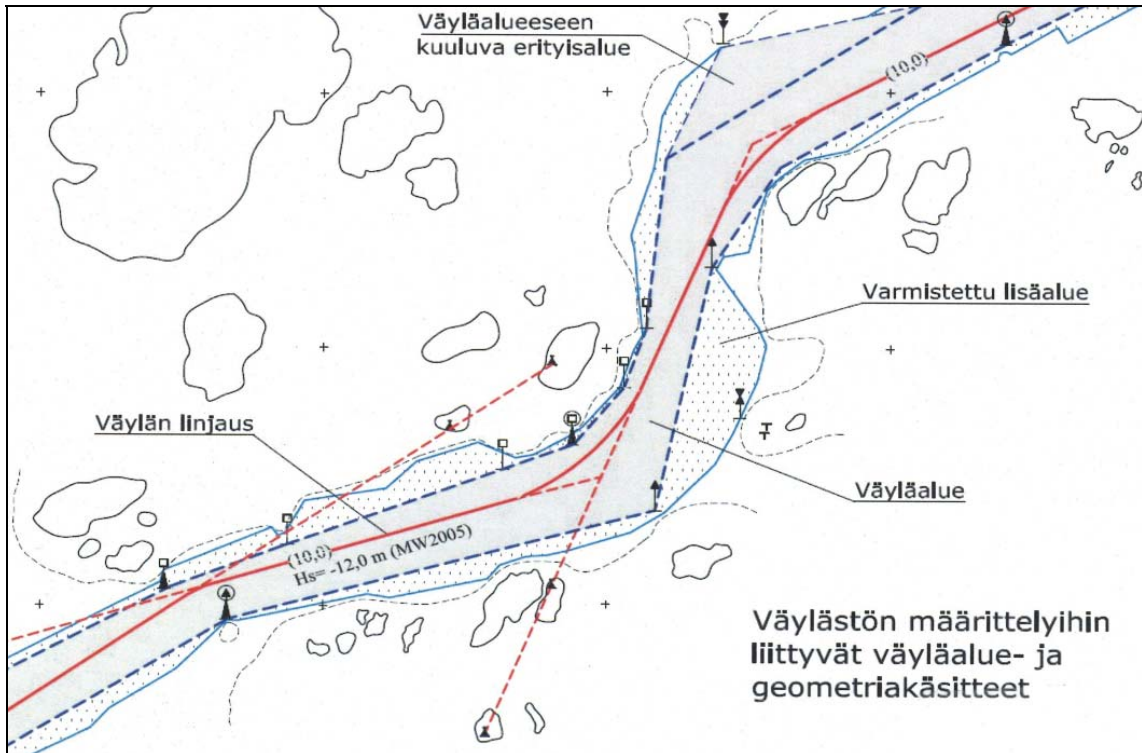 Väyläalueeseen
kuuluva erityisalue
(10,0)
Varmistettu lisäalue
Väylän linjaus
Väyläalue
(10,0)
Hs= -12,0 m (MW2005)
Väylästön määrittelyihin
liittyvät väyläalue- ja
geometriakäsitteet